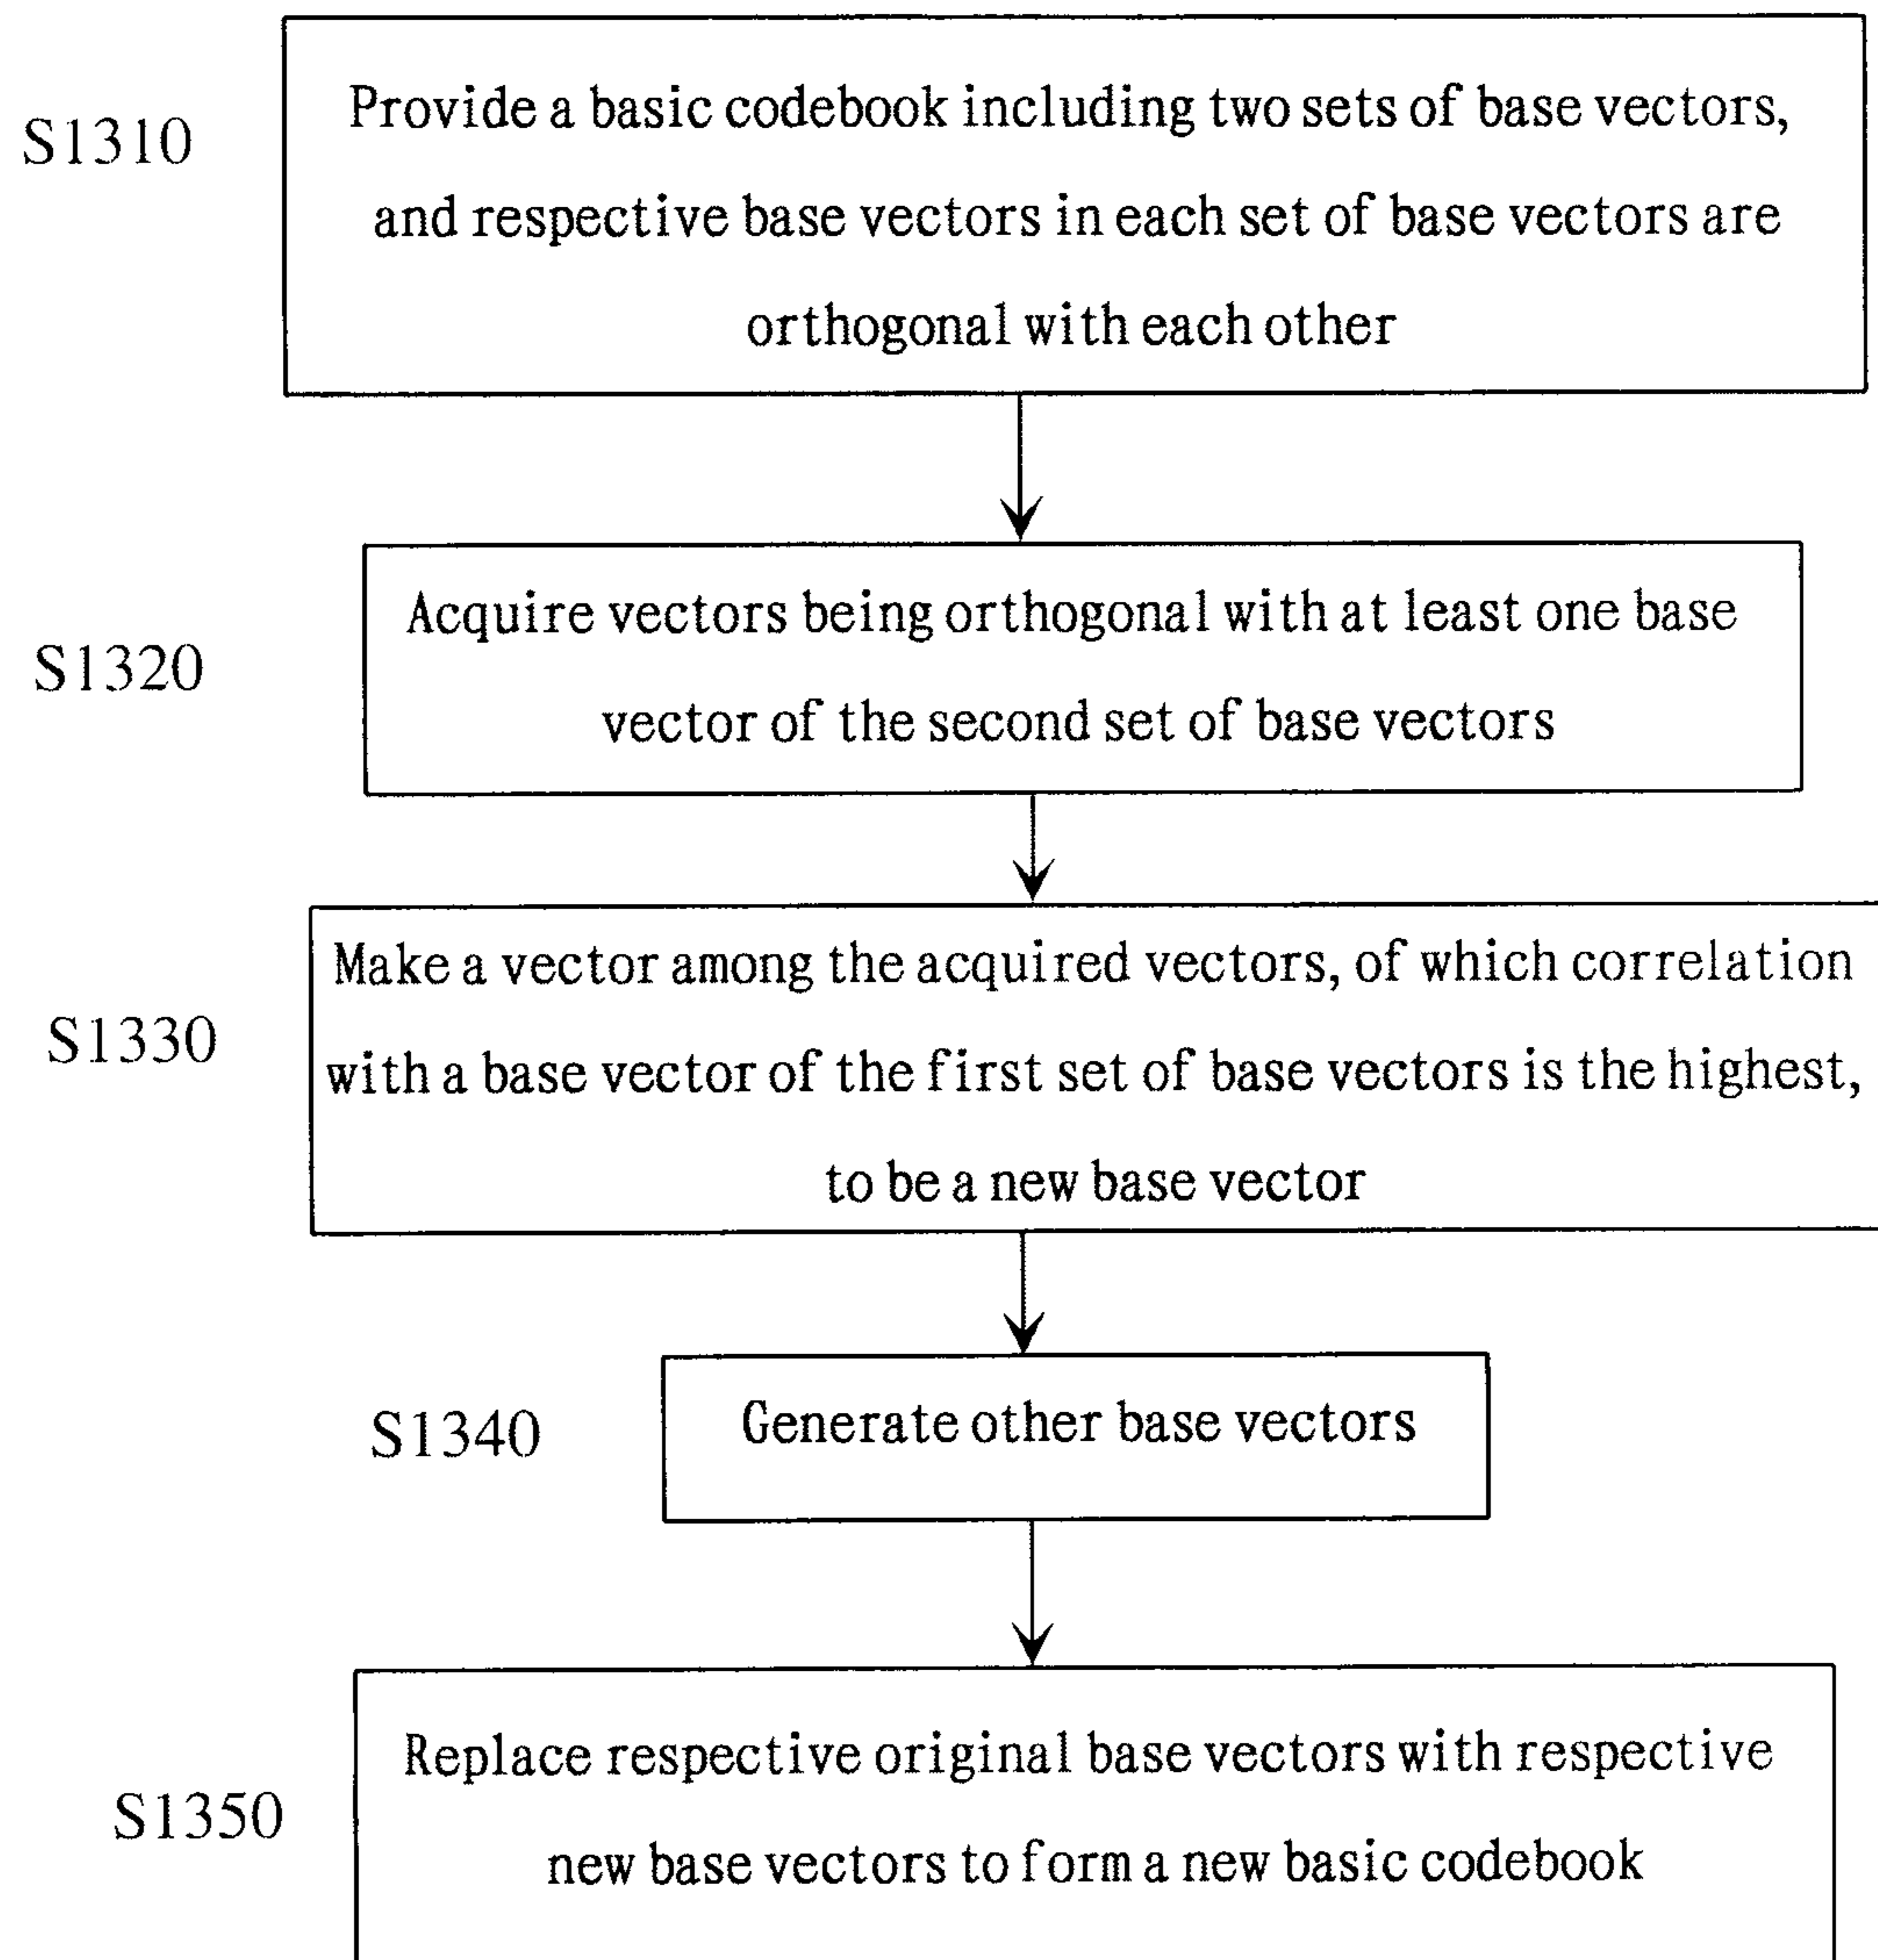 S1310
Provide a basic codebook including two sets of base vectors,
and respective base vectors in each set of base vectors are
orthogonal with each other
S1320
Acquire vectors being orthogonal with at least one base
vector of the second set of base vectors
S1330
Make a vector among the acquired vectors, of which correlation
with a base vector of the first set of base vectors is the highest,
to be a new base vector
S1340
Generate other base vectors
S1350
Replace respective original base vectors with respective
new base vectors to form a new basic codebook